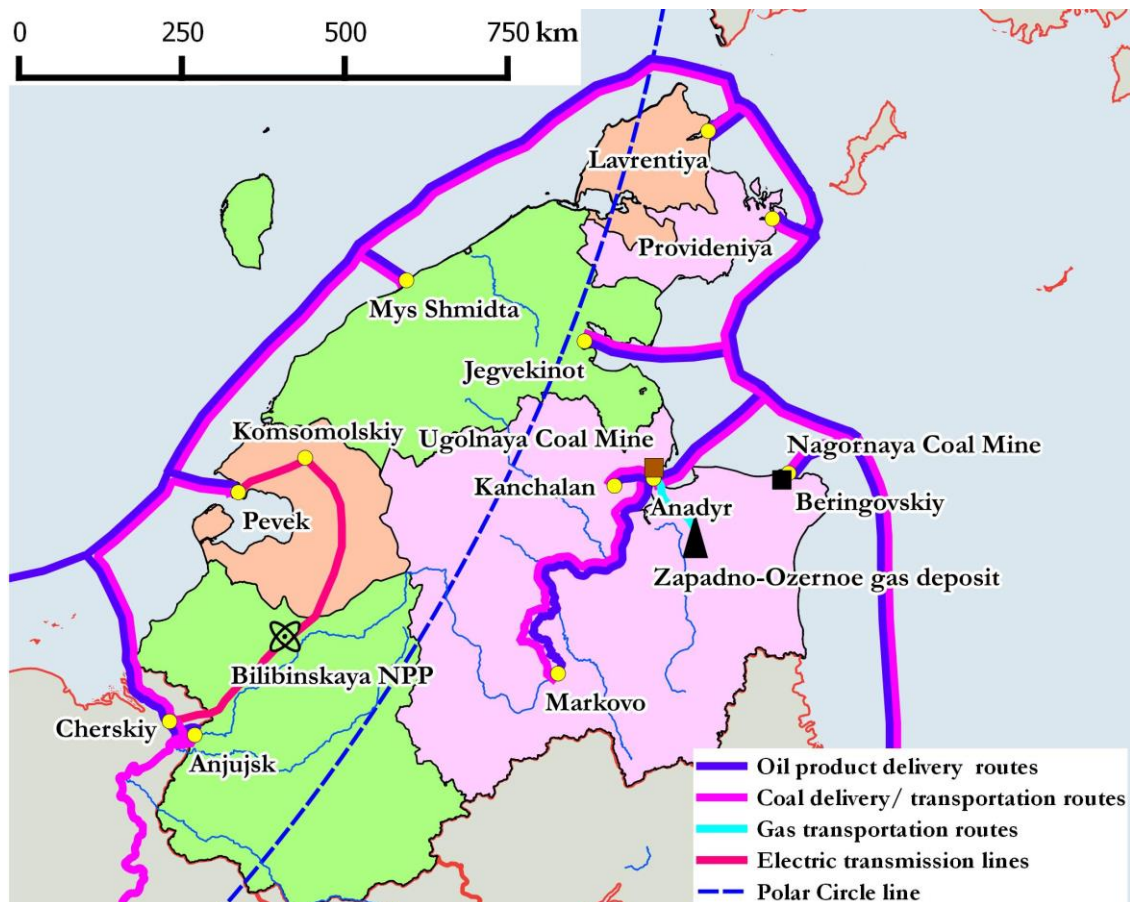 0 250 500 750 km
Lavrentiya
Provideniya
Mys Shmidta
Jegvekinot
Komsomolskiy
Ugolnaya Coal Mine
Nagornaya Coal Mine
Kanchalan
Pevek
Anadyr
Beringovskiy
Zapadno-Ozernoe gas deposit
Bilibinskaya NPP
Markovo
Cherskiy
Anjujsk
Oil product delivery routes
Coal delivery/ transportation routes
Gas transportation routes
Electric transmission lines
Polar Circle line